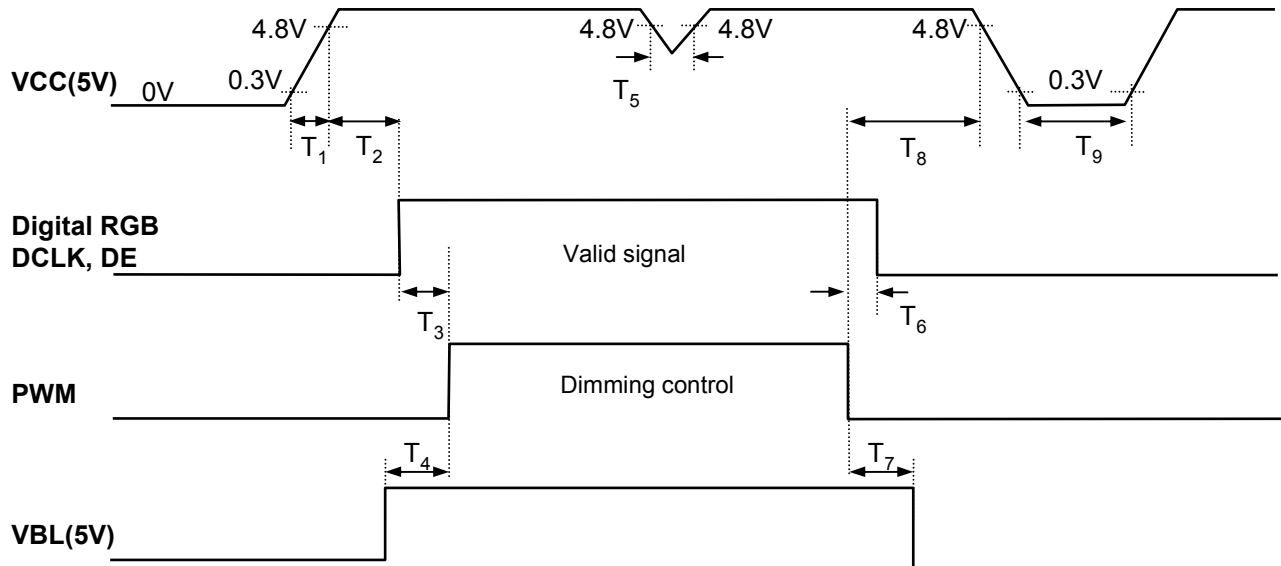 4.8V 4.8V 4.8V 4.8V
VCC(5V) 0V 0.3V 0.3V
T5
T1 T2 T8 T9
Digital RGB
DCLK, DE
Valid signal
T3 T6
PWM
Dimming control
T4 T7
VBL(5V)